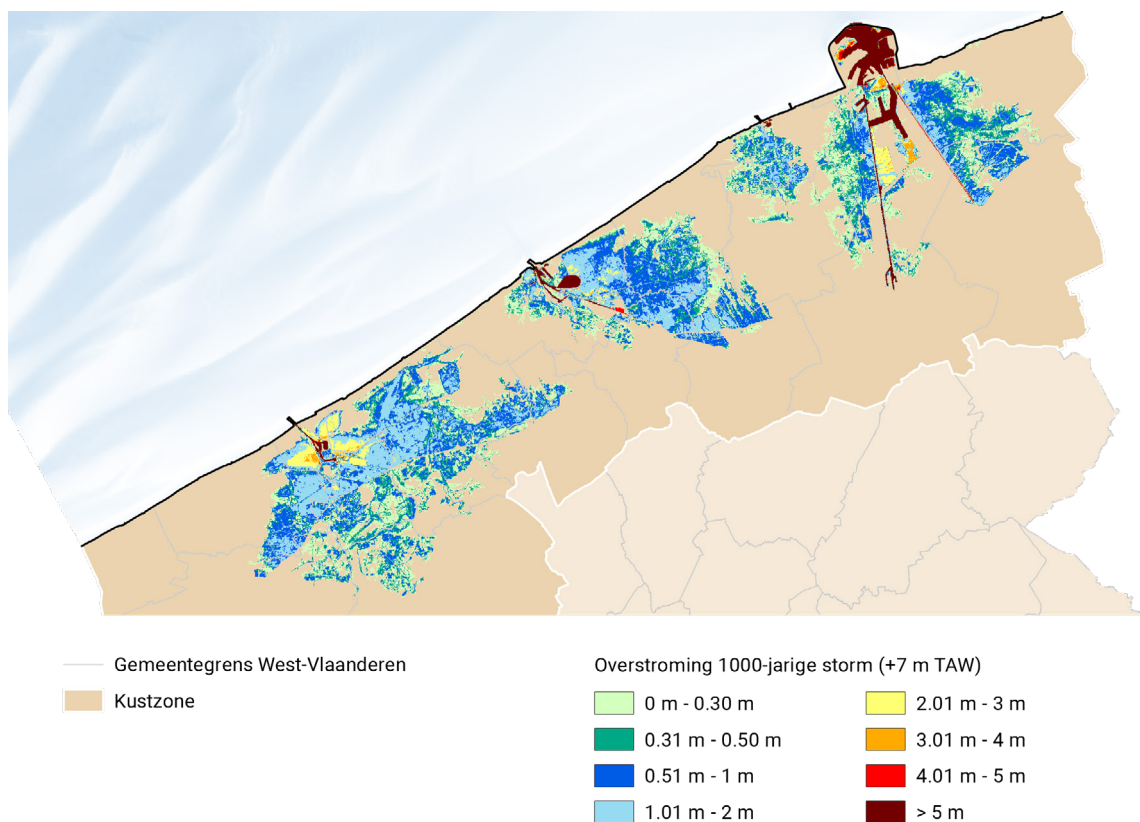 Gemeentegrens West-Vlaanderen
Kustzone
Overstroming 1000-jarige storm (+7 m TAW)
0 m - 0.30 m
0.31 m - 0.50 m
0.51 m - 1 m
1.01 m - 2 m
2.01 m - 3 m
3.01 m - 4 m
4.01 m - 5 m
> 5 m